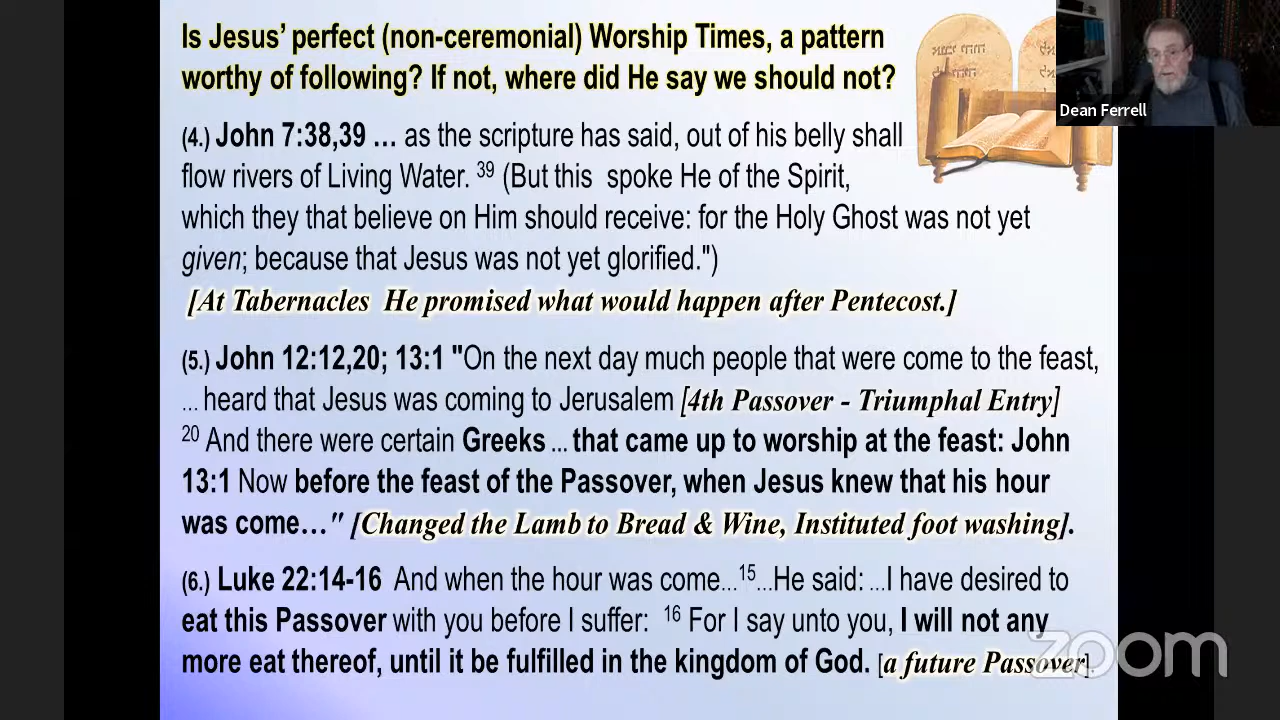 Is Jesus' perfect (non-ceremonial) Worship Times, a pattern
worthy of following? If not, where did He say we should not?
Dean Ferrell
(4.) John 7:38,39 … as the scripture has said, out of his belly shall
flow rivers of Living Water. 39 (But this spoke He of the Spirit,
which they that believe on Him should receive: for the Holy Ghost was not yet
given; because that Jesus was not yet glorified.")
[At Tabernacles He promised what would happen after Pentecost.]
(5.) John 12:12,20; 13:1 "On the next day much people that were come to the feast,
... heard that Jesus was coming to Jerusalem [4th Passover - Triumphal Entry]
20 And there were certain Greeks ... that came up to worship at the feast: John
13:1 Now before the feast of the Passover, when Jesus knew that his hour
was come…" [Changed the Lamb to Bread & Wine, Instituted foot washing].
(6.) Luke 22:14-16 And when the hour was come...15...He said: ...I have desired to
eat this Passover with you before I suffer: 16 For I say unto you, I will not any
more eat thereof, until it be fulfilled in the kingdom of God. [a future Passover].
zoom